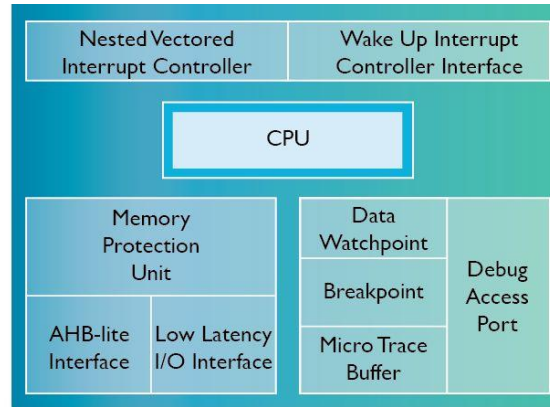 Nested Vectored
Interrupt Controller
Wake Up Interrupt
Controller Interface
CPU
Memory
Protection
Unit
AHB-lite
Interface
Low Latency
I/O Interface
Data
Watchpoint
Breakpoint
Micro Trace
Buffer
Debug
Access
Port